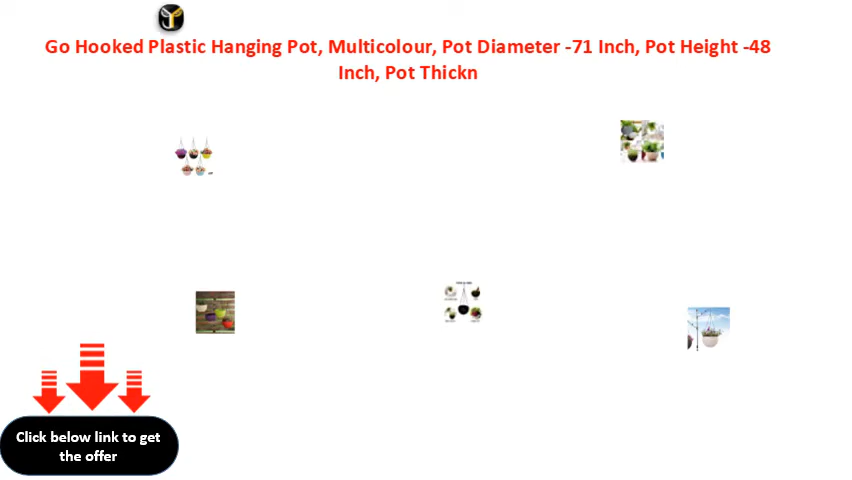 Go Hooked Plastic Hanging Pot, Multicolour, Pot Diameter -71 Inch, Pot Height -48
Inch, Pot Thickn
Click below link to get
the offer